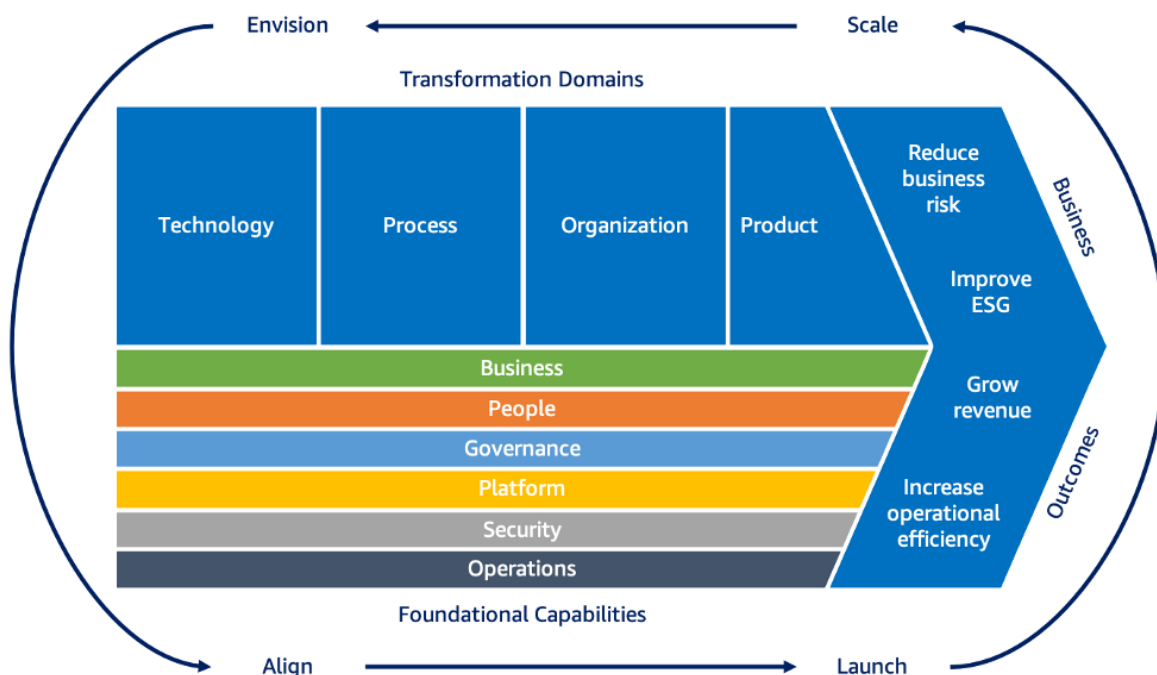 Envision
Scale
Transformation Domains
Technology
Process
Organization
Product
Reduce
business
risk
Improve
ESG
Grow
revenue
Increase
operational
efficiency
Business
Outcomes
Business
People
Governance
Platform
Security
Operations
Foundational Capabilities
Align
Launch